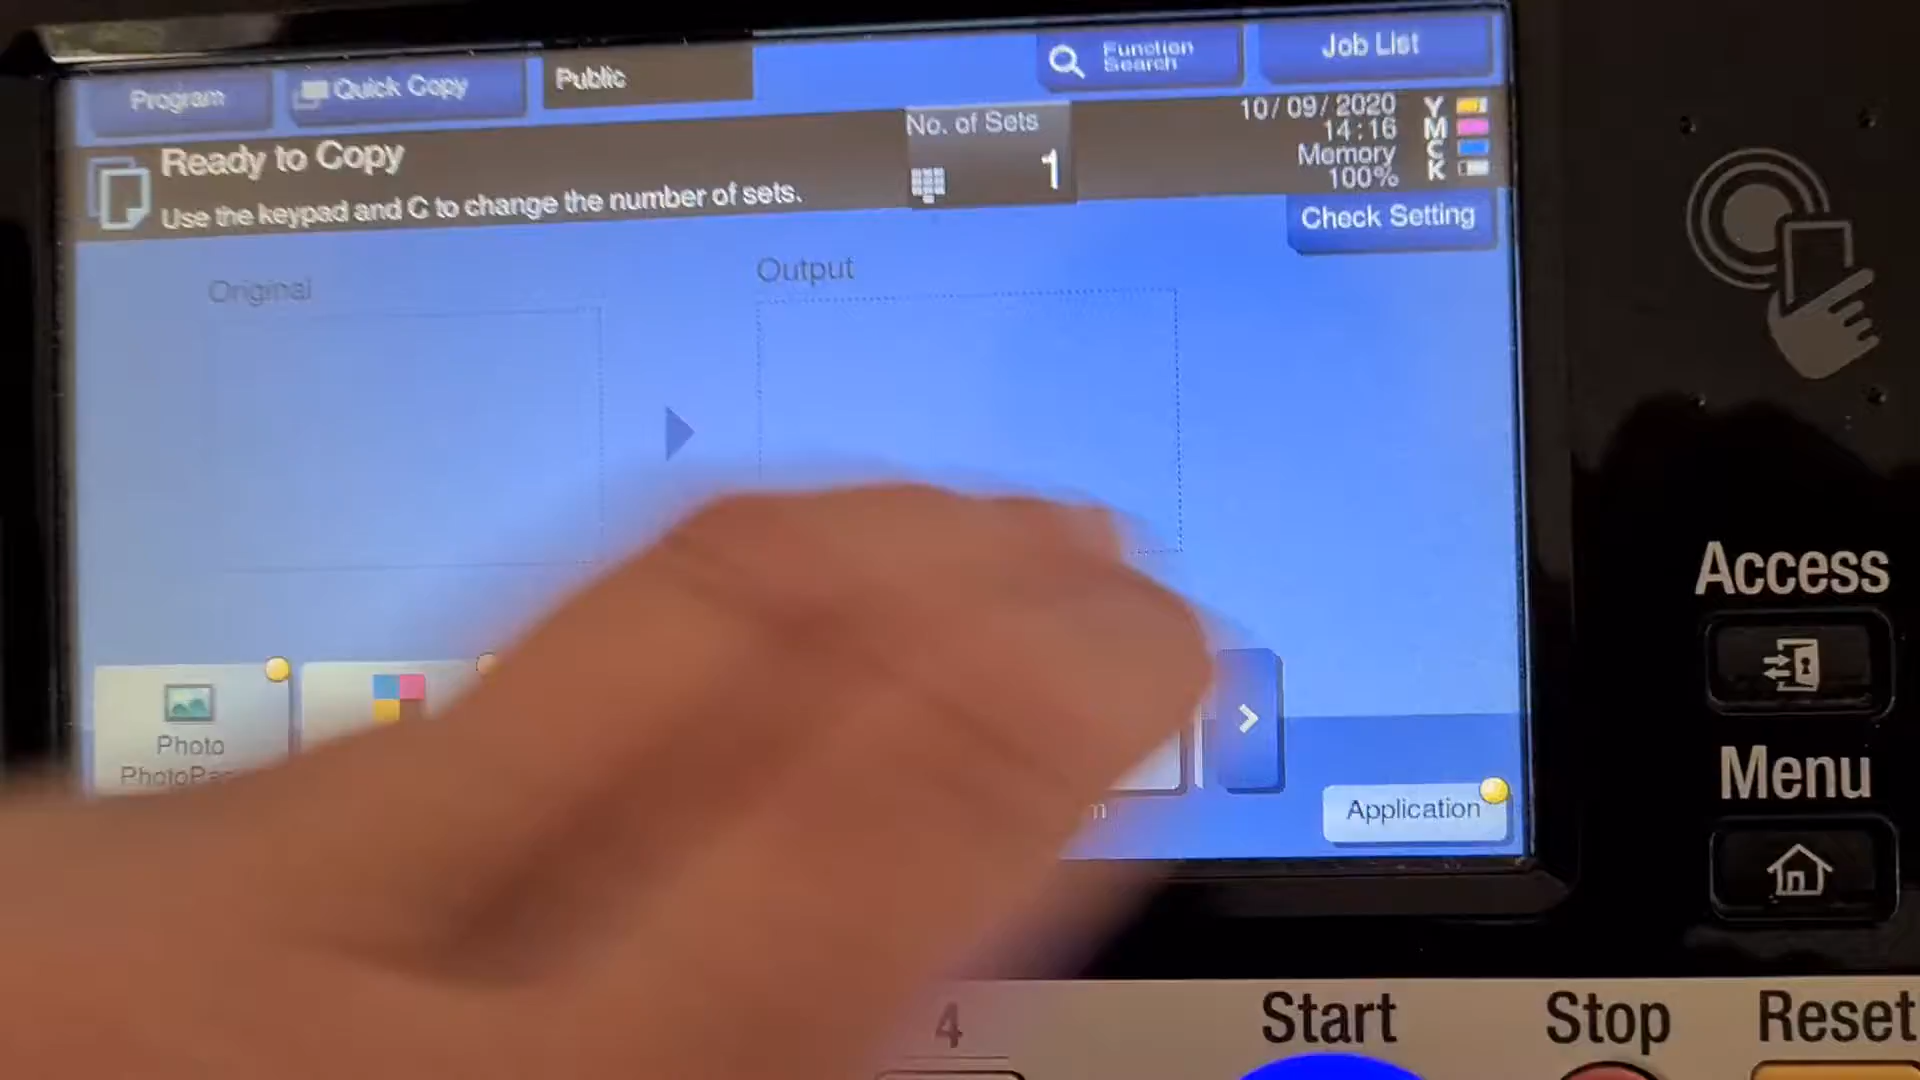 Program
Quick Copy
Public
Function
Search
Job List
Ready to Copy
Use the keypad and C to change the number of sets.
No. of Sets
1
10/09/2020
14:16
Memory
100%
Y
M
C
K
Check Setting
Original
Output
Photo
Application
Access
Menu
4
Start
Stop
Reset